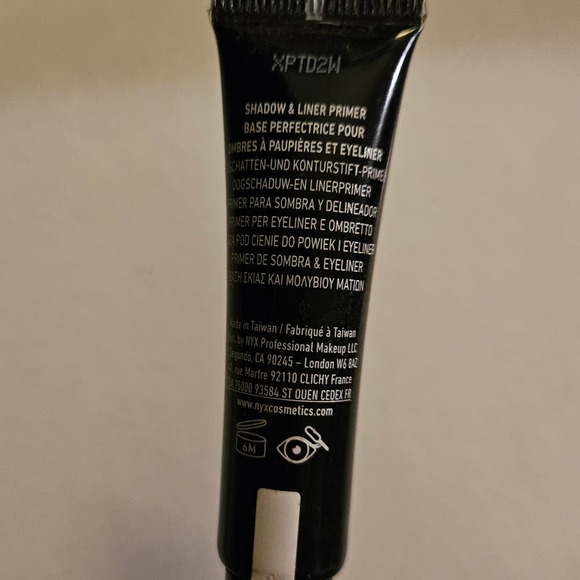 XPTD2W
SHADOW & LINER PRIMER
BASE PERFECTRICE POUR
OMBRES À PAUPIÈRES ET EYELINER
SCHATTEN-UND KONTURSTIFT-PRIMER
OOGSCHADUW-EN LINERPRIMER
PRIMER PARA SOMBRA Y DELINEADOR
PRIMER PER EYELINER E OMBRETTO
BAZA POD CIENIE DO POWIEK I EYELINER
PRIMER DE SOMBRA & EYELINER
ΒΑΣΗ ΣΚΙΑΣ ΚΑΙ ΜΟΛΥΒΙΟΥ ΜΑΤΙΩΝ
Made in Taiwan / Fabriqué à Taiwan
by NYX Professional Makeup LLC
Segundo, CA 90245 – London W6 8AZ
rue Martre 92110 CLICHY France
75000 93584 ST OUEN CEDEX FR
www.nyxcosmetics.com
6M